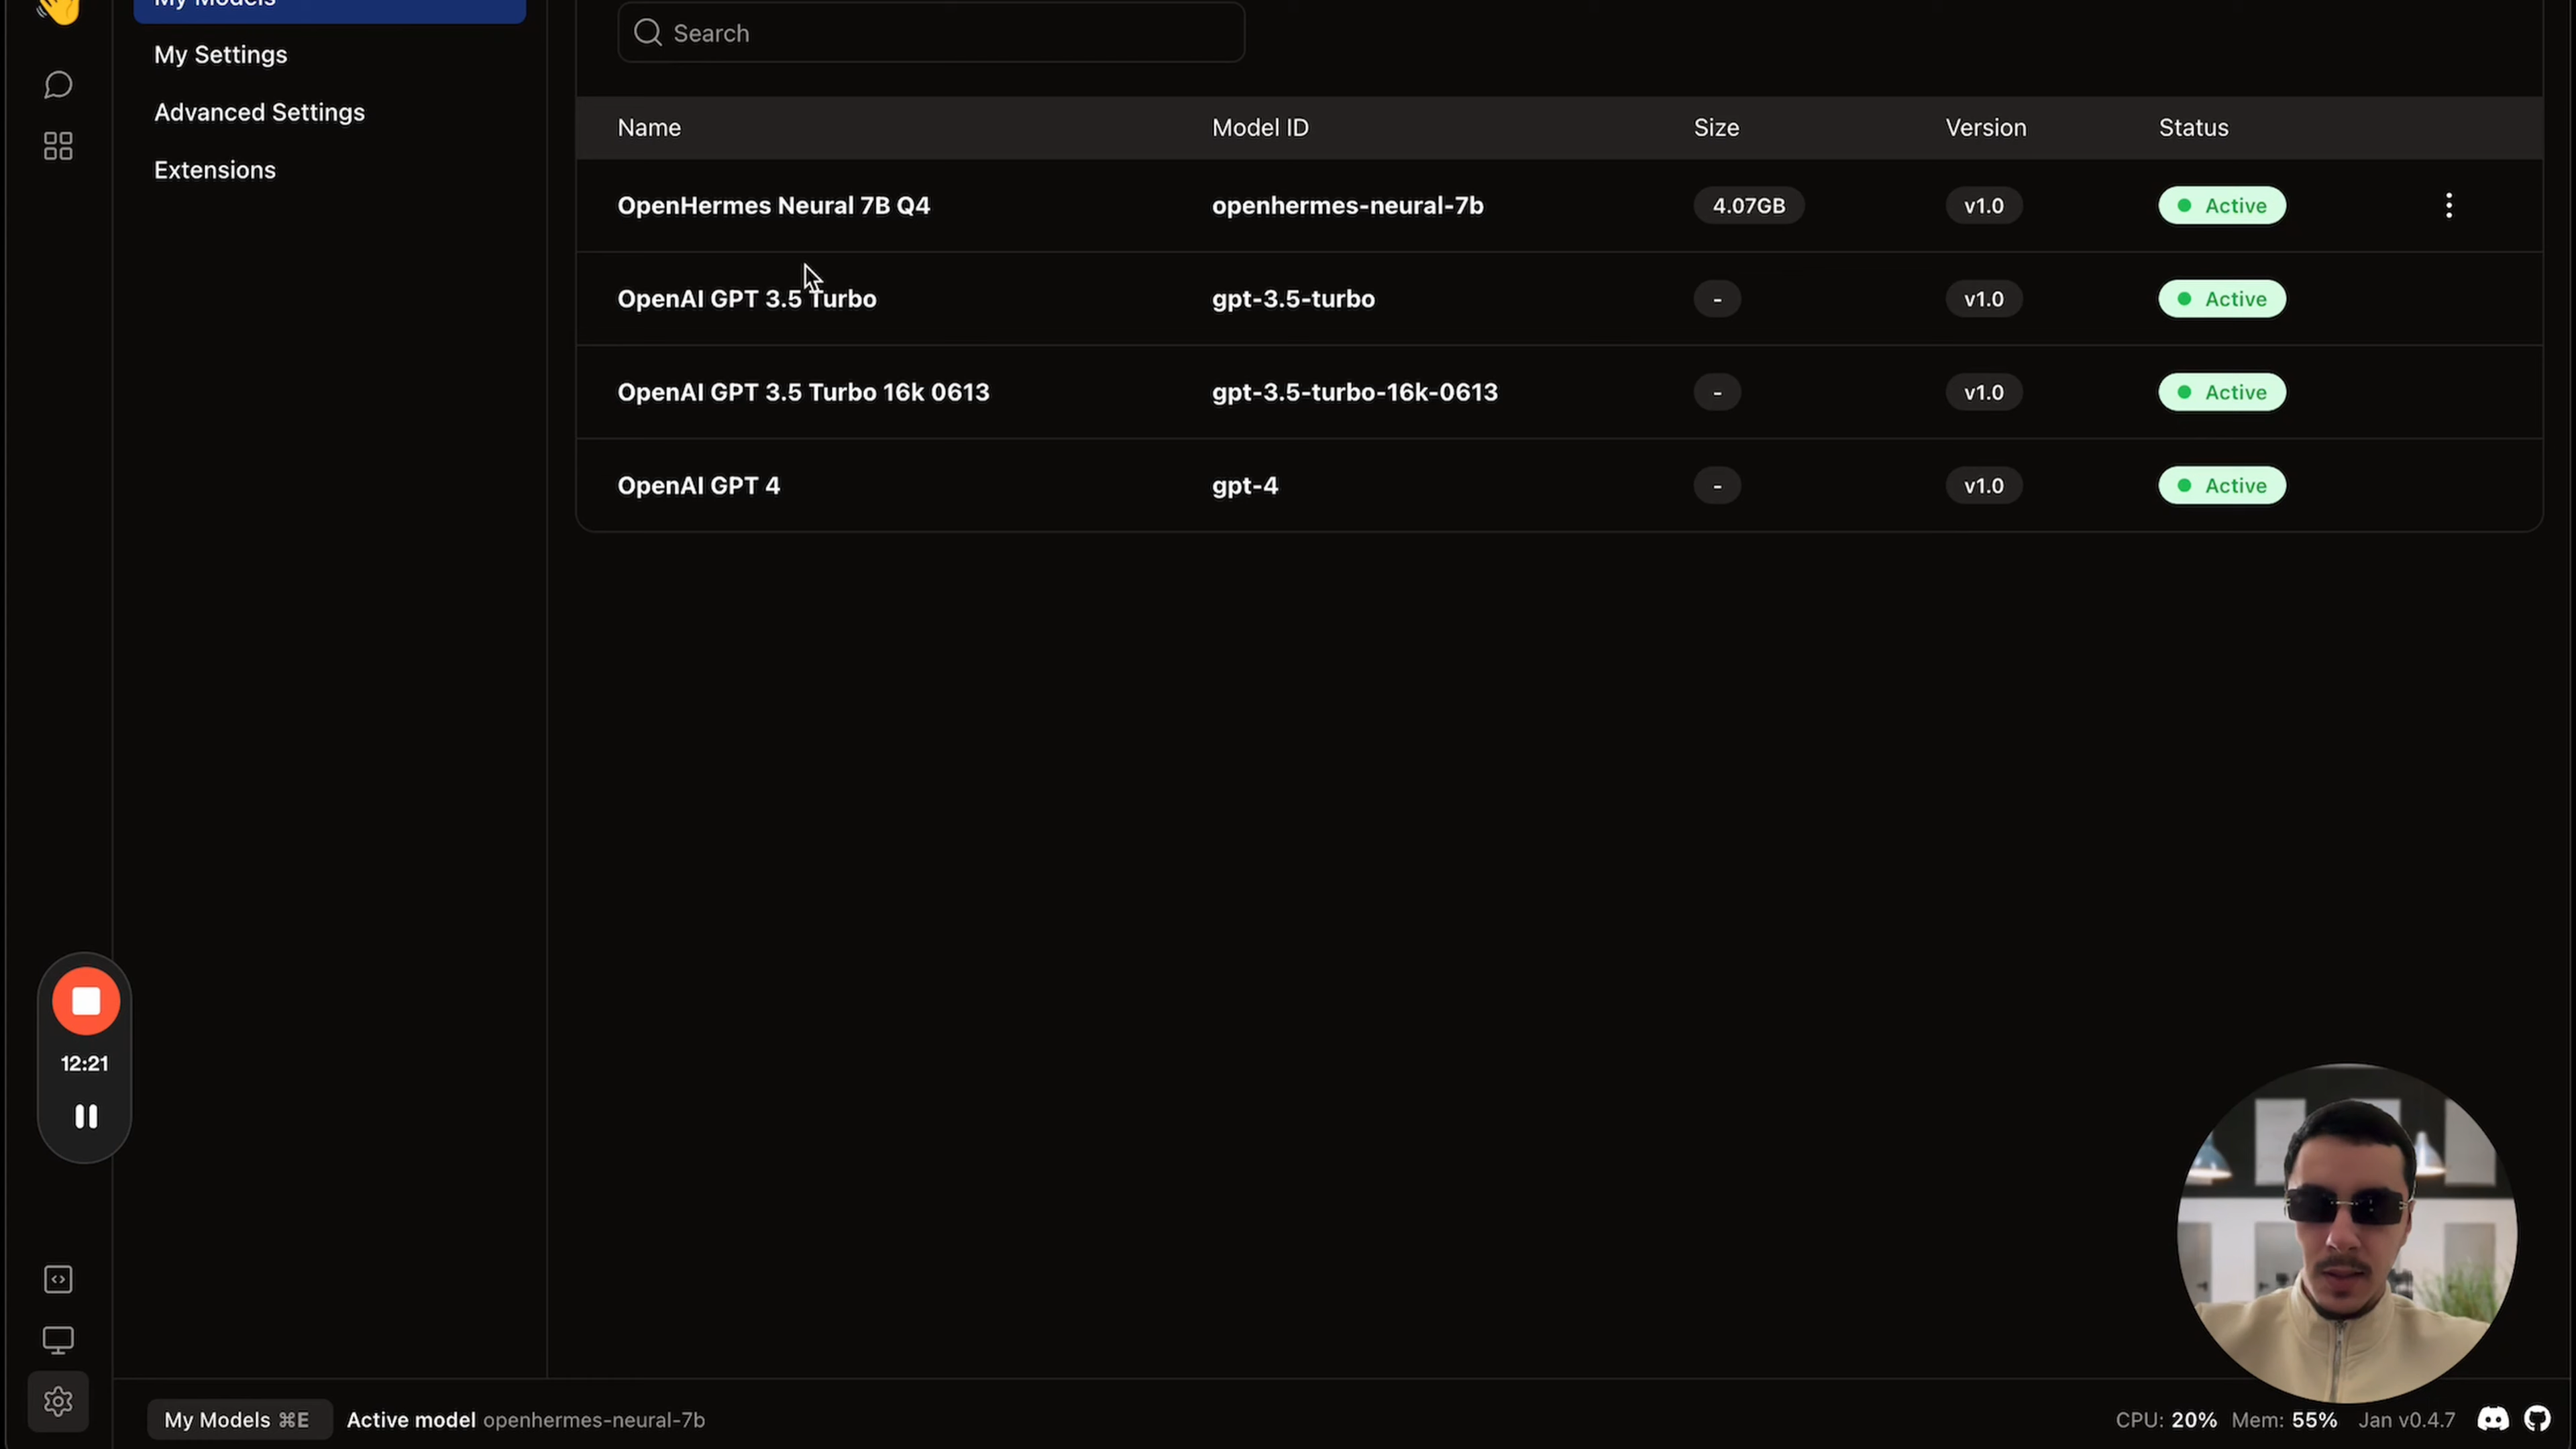 My Models
My Settings
Advanced Settings
Extensions
Search
Name Model ID Size Version Status
OpenHermes Neural 7B Q4 openhermes-neural-7b 4.07GB v1.0 Active
OpenAI GPT 3.5 Turbo gpt-3.5-turbo - v1.0 Active
OpenAI GPT 3.5 Turbo 16k 0613 gpt-3.5-turbo-16k-0613 - v1.0 Active
OpenAI GPT 4 gpt-4 - v1.0 Active
12:21
My Models ⌘E Active model openhermes-neural-7b CPU: 20% Mem: 55% Jan v0.4.7